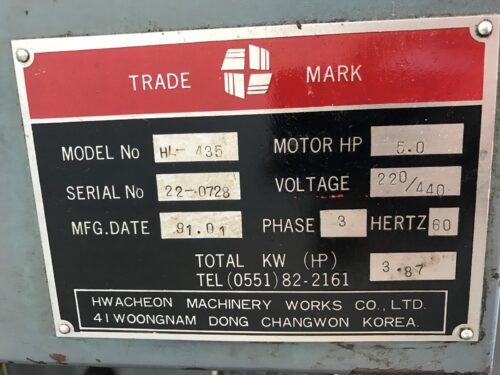 TRADE MARK
MODEL No HL-435 MOTOR HP 5.0
SERIAL No 22-0728 VOLTAGE 220/440
MFG.DATE 91.01 PHASE 3 HERTZ 60
TOTAL KW (HP) 3.87
TEL(0551)82-2161
HWACHEON MACHINERY WORKS CO., LTD.
41 WOONGNAM DONG CHANGWON KOREA.